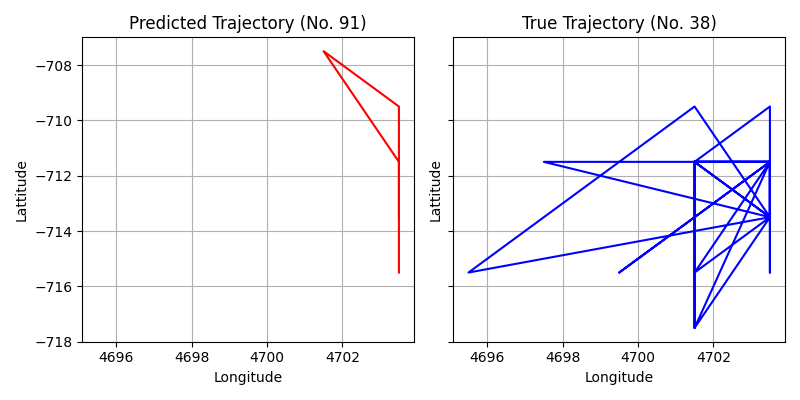 Predicted Trajectory (No. 91)
True Trajectory (No. 38)
−708
−710
−712
−714
−716
−718
Lattitude
Lattitude
4696
4698
4700
4702
4696
4698
4700
4702
Longitude
Longitude